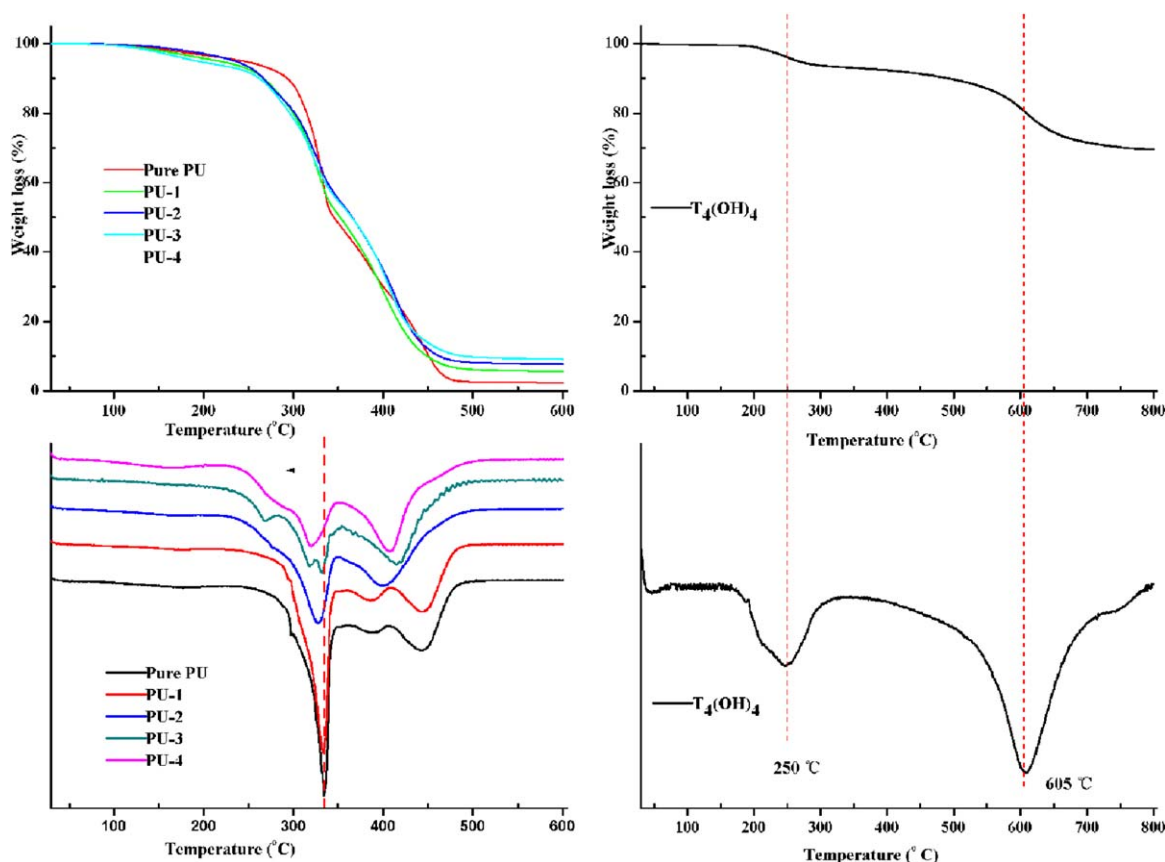 100
80
60
40
20
0
Weight loss (%)
Pure PU
PU-1
PU-2
PU-3
PU-4
100 200 300 400 500 600
Temperature (°C)
100
80
60
40
20
0
Weight loss (%)
T₄(OH)₄
100 200 300 400 500 600 700 800
Temperature (°C)
Pure PU
PU-1
PU-2
PU-3
PU-4
100 200 300 400 500 600
Temperature (°C)
T₄(OH)₄
250 ℃
605 ℃
100 200 300 400 500 600 700 800
Temperature (° C)